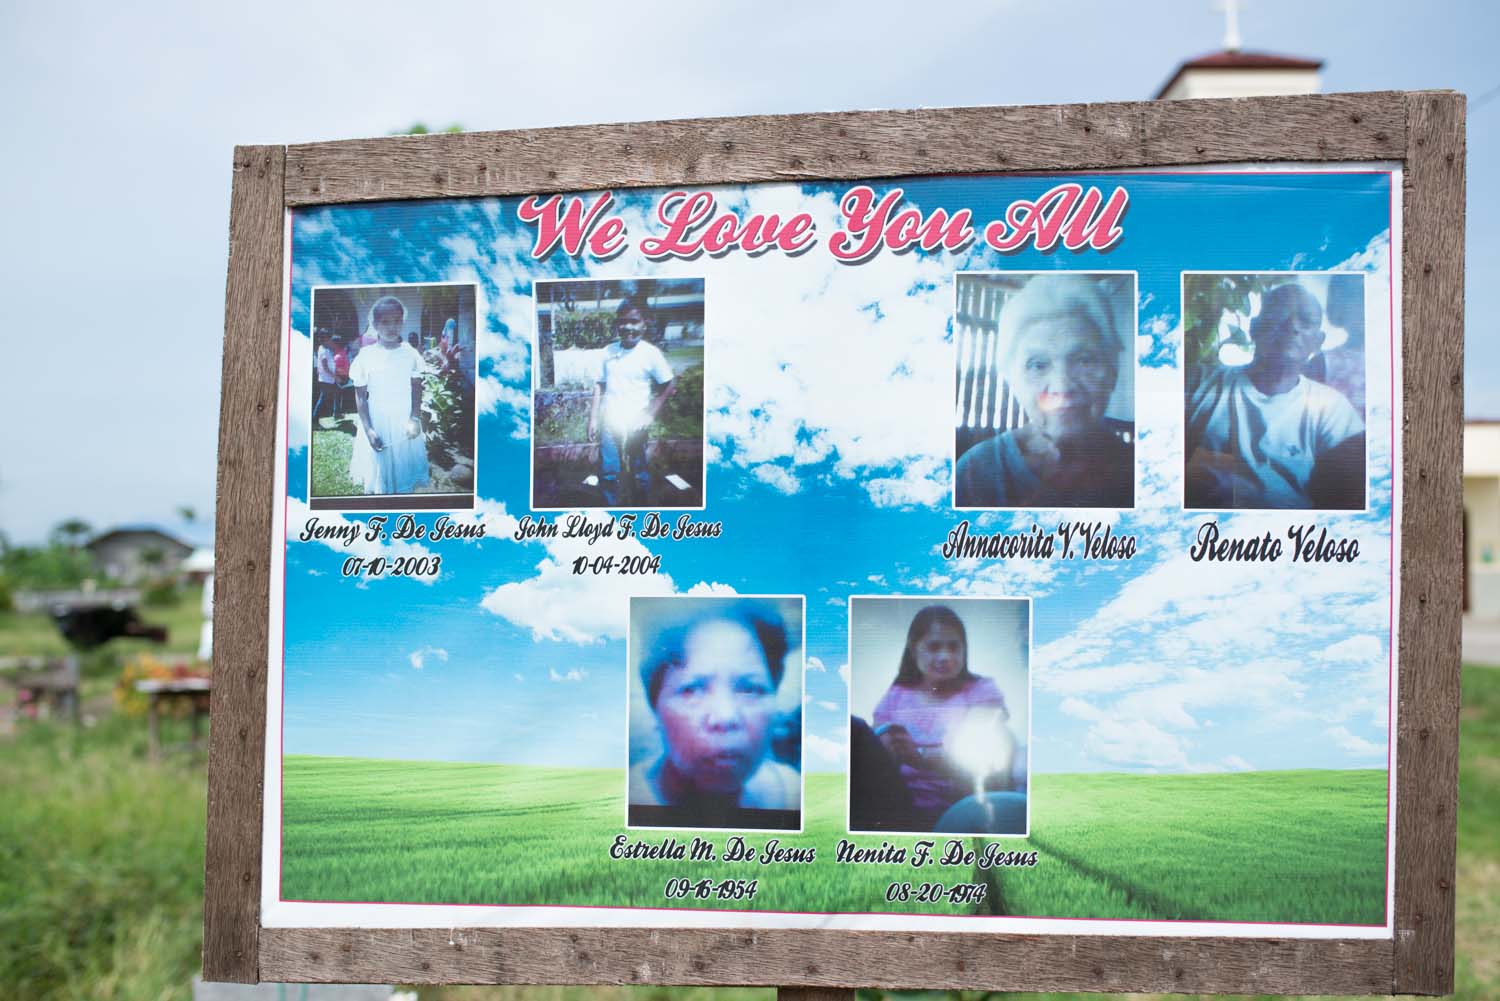 We Love You All
Jenny F. De Jesus
07-10-2003
John Lloyd F. De Jesus
10-04-2004
Annacorita V. Veloso
Renato Veloso
Estrella M. De Jesus
09-16-1954
Nenita F. De Jesus
08-20-1974